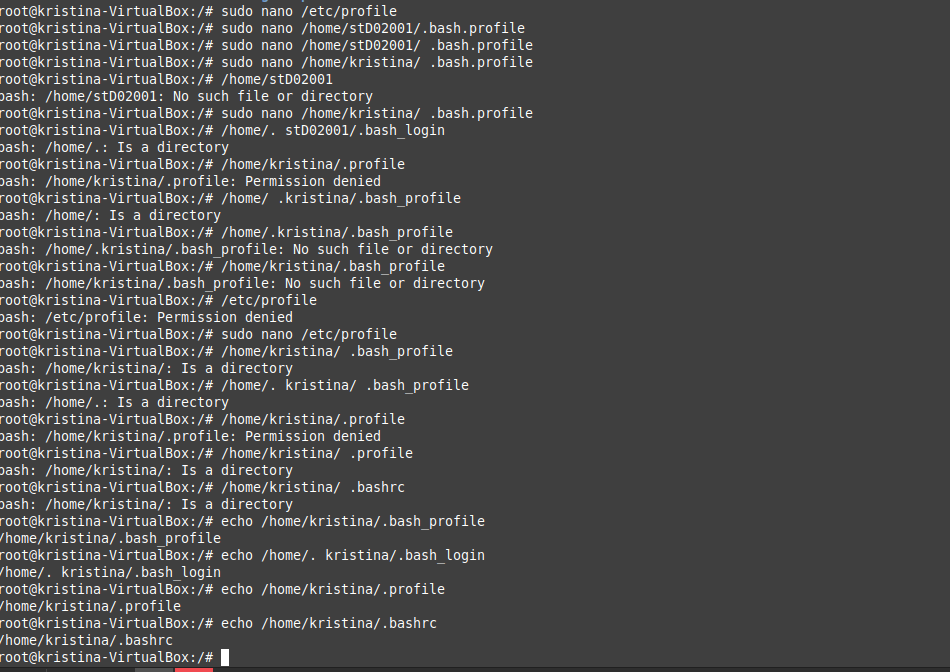 root@kristina-VirtualBox:/# sudo nano /etc/profile
root@kristina-VirtualBox:/# sudo nano /home/stD02001/.bash.profile
root@kristina-VirtualBox:/# sudo nano /home/stD02001/ .bash.profile
root@kristina-VirtualBox:/# sudo nano /home/kristina/ .bash.profile
root@kristina-VirtualBox:/# /home/stD02001
bash: /home/stD02001: No such file or directory
root@kristina-VirtualBox:/# sudo nano /home/kristina/ .bash.profile
root@kristina-VirtualBox:/# /home/. stD02001/.bash_login
bash: /home/.: Is a directory
root@kristina-VirtualBox:/# /home/kristina/.profile
bash: /home/kristina/.profile: Permission denied
root@kristina-VirtualBox:/# /home/ .kristina/.bash_profile
bash: /home/: Is a directory
root@kristina-VirtualBox:/# /home/.kristina/.bash_profile
bash: /home/.kristina/.bash_profile: No such file or directory
root@kristina-VirtualBox:/# /home/kristina/.bash_profile
bash: /home/kristina/.bash_profile: No such file or directory
root@kristina-VirtualBox:/# /etc/profile
bash: /etc/profile: Permission denied
root@kristina-VirtualBox:/# sudo nano /etc/profile
root@kristina-VirtualBox:/# /home/kristina/ .bash_profile
bash: /home/kristina/: Is a directory
root@kristina-VirtualBox:/# /home/. kristina/ .bash_profile
bash: /home/.: Is a directory
root@kristina-VirtualBox:/# /home/kristina/.profile
bash: /home/kristina/.profile: Permission denied
root@kristina-VirtualBox:/# /home/kristina/ .profile
bash: /home/kristina/: Is a directory
root@kristina-VirtualBox:/# /home/kristina/ .bashrc
bash: /home/kristina/: Is a directory
root@kristina-VirtualBox:/# echo /home/kristina/.bash_profile
/home/kristina/.bash_profile
root@kristina-VirtualBox:/# echo /home/. kristina/.bash_login
/home/. kristina/.bash_login
root@kristina-VirtualBox:/# echo /home/kristina/.profile
/home/kristina/.profile
root@kristina-VirtualBox:/# echo /home/kristina/.bashrc
/home/kristina/.bashrc
root@kristina-VirtualBox:/#